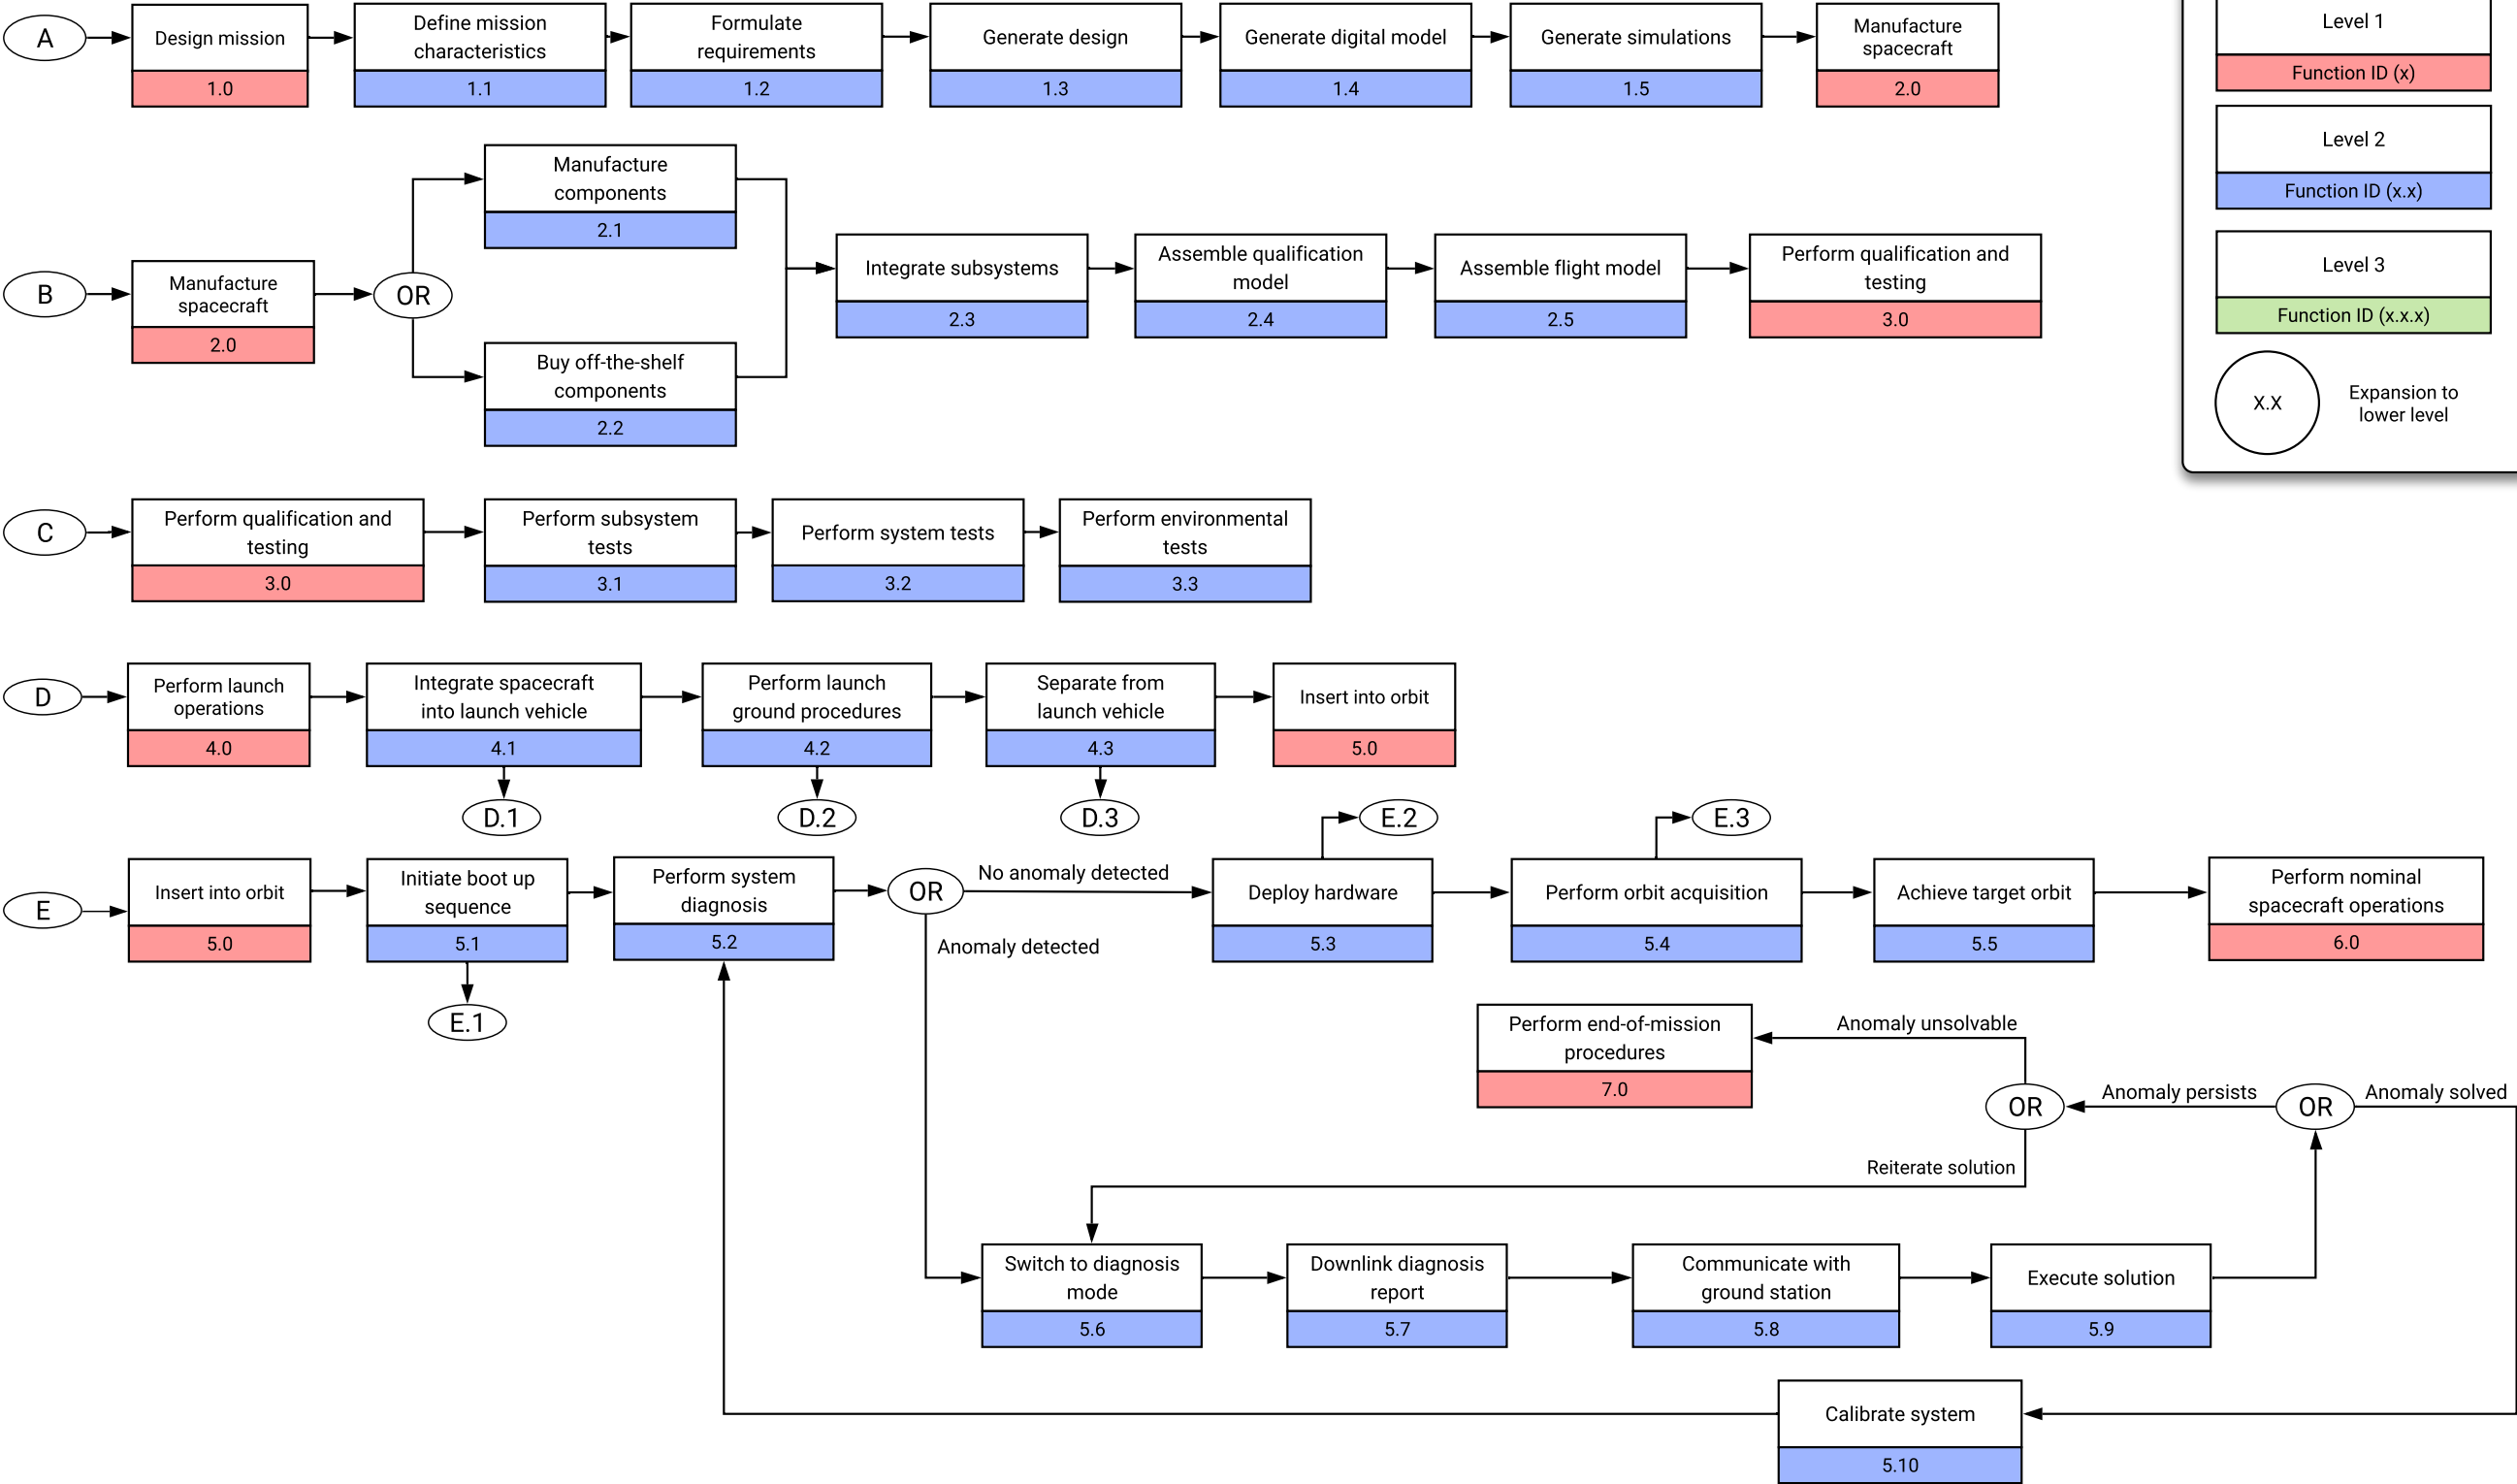 A
Design mission
1.0
Define mission
characteristics
1.1
Formulate
requirements
1.2
Generate design
1.3
Generate digital model
1.4
Generate simulations
1.5
Manufacture
spacecraft
2.0
Level 1
Function ID (x)
Level 2
Function ID (x.x)
Level 3
Function ID (x.x.x)
X.X
Expansion to
lower level
B
Manufacture
spacecraft
2.0
OR
Manufacture
components
2.1
Buy off-the-shelf
components
2.2
Integrate subsystems
2.3
Assemble qualification
model
2.4
Assemble flight model
2.5
Perform qualification and
testing
3.0
C
Perform qualification and
testing
3.0
Perform subsystem
tests
3.1
Perform system tests
3.2
Perform environmental
tests
3.3
D
Perform launch
operations
4.0
Integrate spacecraft
into launch vehicle
4.1
Perform launch
ground procedures
4.2
Separate from
launch vehicle
4.3
Insert into orbit
5.0
D.1
D.2
D.3
E.2
E.3
E
Insert into orbit
5.0
Initiate boot up
sequence
5.1
E.1
Perform system
diagnosis
5.2
OR
No anomaly detected
Anomaly detected
Deploy hardware
5.3
Perform orbit acquisition
5.4
Achieve target orbit
5.5
Perform nominal
spacecraft operations
6.0
Perform end-of-mission
procedures
7.0
Anomaly unsolvable
OR
Anomaly persists
OR
Anomaly solved
Reiterate solution
Switch to diagnosis
mode
5.6
Downlink diagnosis
report
5.7
Communicate with
ground station
5.8
Execute solution
5.9
Calibrate system
5.10